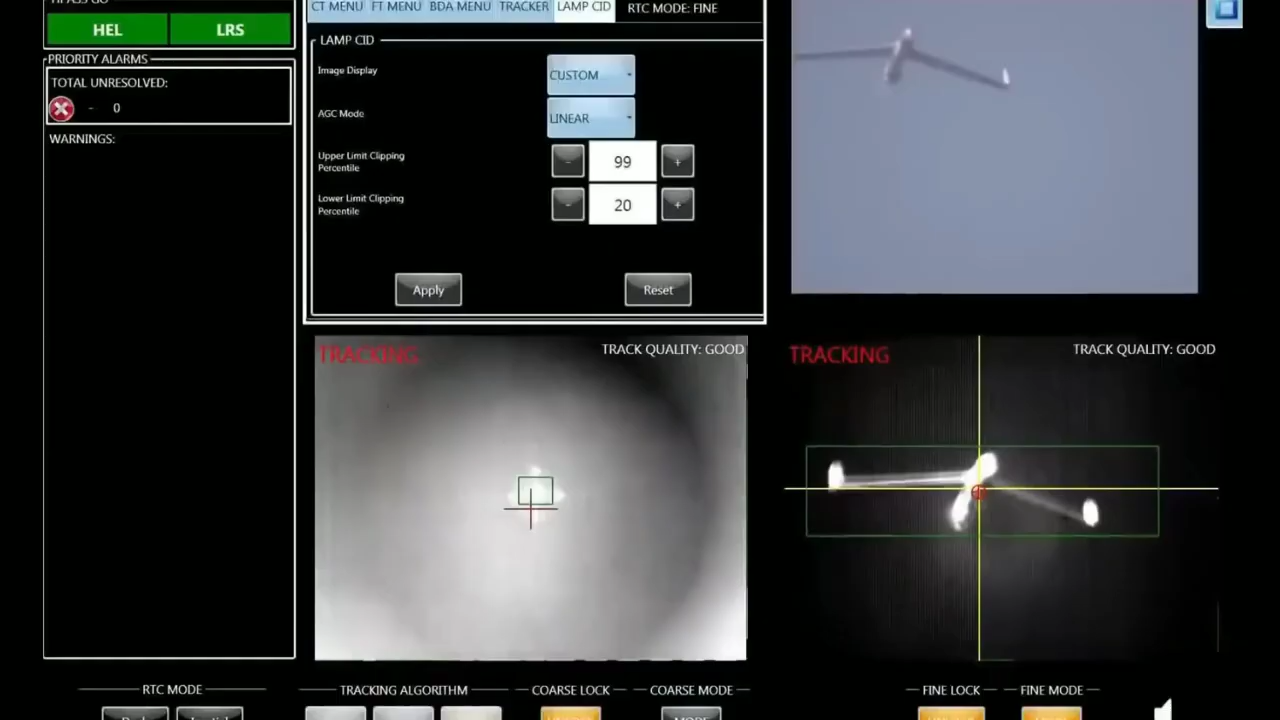 HEL LRS
PRIORITY ALARMS
TOTAL UNRESOLVED:
- 0
WARNINGS:
CT MENU FT MENU BDA MENU TRACKER LAMP CID RTC MODE: FINE
LAMP CID
Image Display CUSTOM
AGC Mode LINEAR
Upper Limit Clipping
Percentile - 99 +
Lower Limit Clipping
Percentile - 20 +
Apply Reset
TRACKING TRACK QUALITY: GOOD
TRACKING TRACK QUALITY: GOOD
RTC MODE TRACKING ALGORITHM COARSE LOCK COARSE MODE FINE LOCK FINE MODE